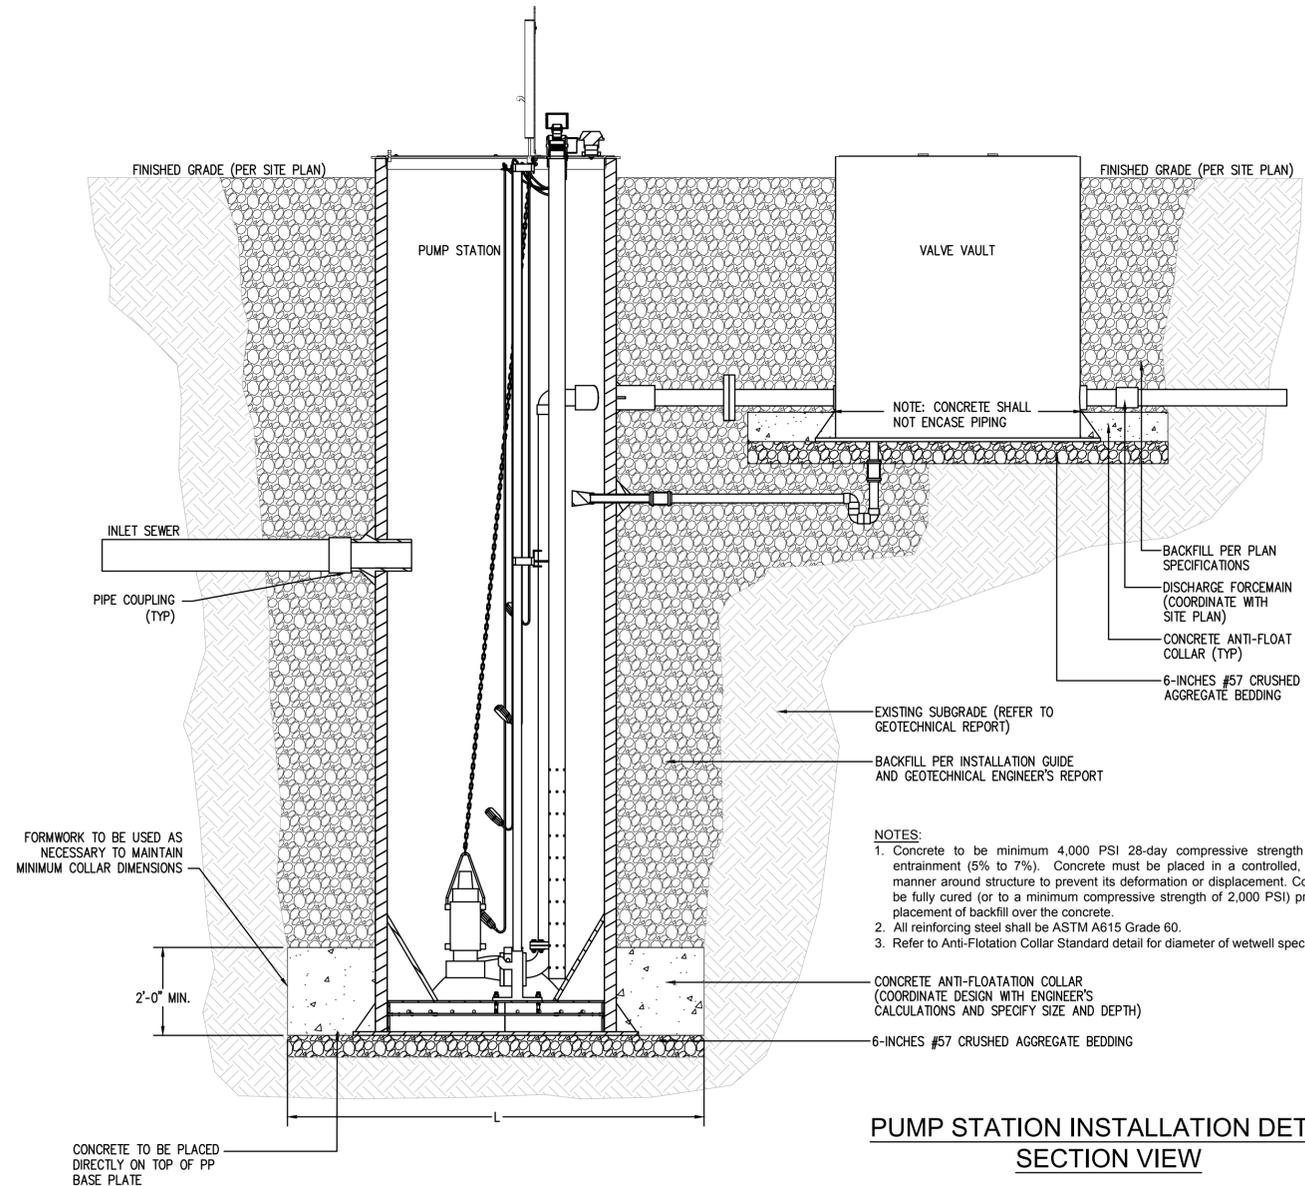 FINISHED GRADE (PER SITE PLAN)
FINISHED GRADE (PER SITE PLAN)
PUMP STATION
VALVE VAULT
NOTE: CONCRETE SHALL
NOT ENCASE PIPING
INLET SEWER
PIPE COUPLING
(TYP)
BACKFILL PER PLAN
SPECIFICATIONS
DISCHARGE FORCEMAIN
(COORDINATE WITH
SITE PLAN)
CONCRETE ANTI-FLOAT
COLLAR (TYP)
6-INCHES #57 CRUSHED
AGGREGATE BEDDING
EXISTING SUBGRADE (REFER TO
GEOTECHNICAL REPORT)
BACKFILL PER INSTALLATION GUIDE
AND GEOTECHNICAL ENGINEER'S REPORT
FORMWORK TO BE USED AS
NECESSARY TO MAINTAIN
MINIMUM COLLAR DIMENSIONS
NOTES:
1. Concrete to be minimum 4,000 PSI 28-day compressive strength
entrainment (5% to 7%). Concrete must be placed in a controlled,
manner around structure to prevent its deformation or displacement. Co
be fully cured (or to a minimum compressive strength of 2,000 PSI) pr
placement of backfill over the concrete.
2. All reinforcing steel shall be ASTM A615 Grade 60.
3. Refer to Anti-Flotation Collar Standard detail for diameter of wetwell spec
2'-0" MIN.
CONCRETE ANTI-FLOATATION COLLAR
(COORDINATE DESIGN WITH ENGINEER'S
CALCULATIONS AND SPECIFY SIZE AND DEPTH)
6-INCHES #57 CRUSHED AGGREGATE BEDDING
L
CONCRETE TO BE PLACED
DIRECTLY ON TOP OF PP
BASE PLATE
PUMP STATION INSTALLATION DET
SECTION VIEW